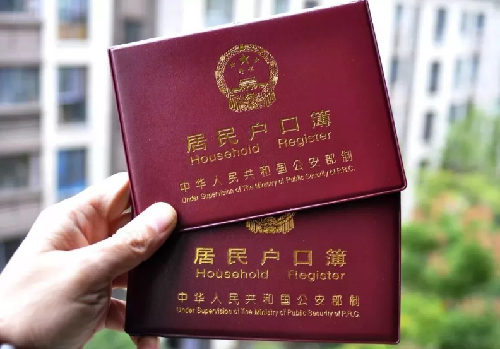 居民户口簿
Household Register
中华人民共和国公安部制
Under Supervision of The Ministry of Public Security of P.R.C.
居民户口簿
Household Register
中华人民共和国公安部制
Under Supervision of The Ministry of Public Security of P.R.C.